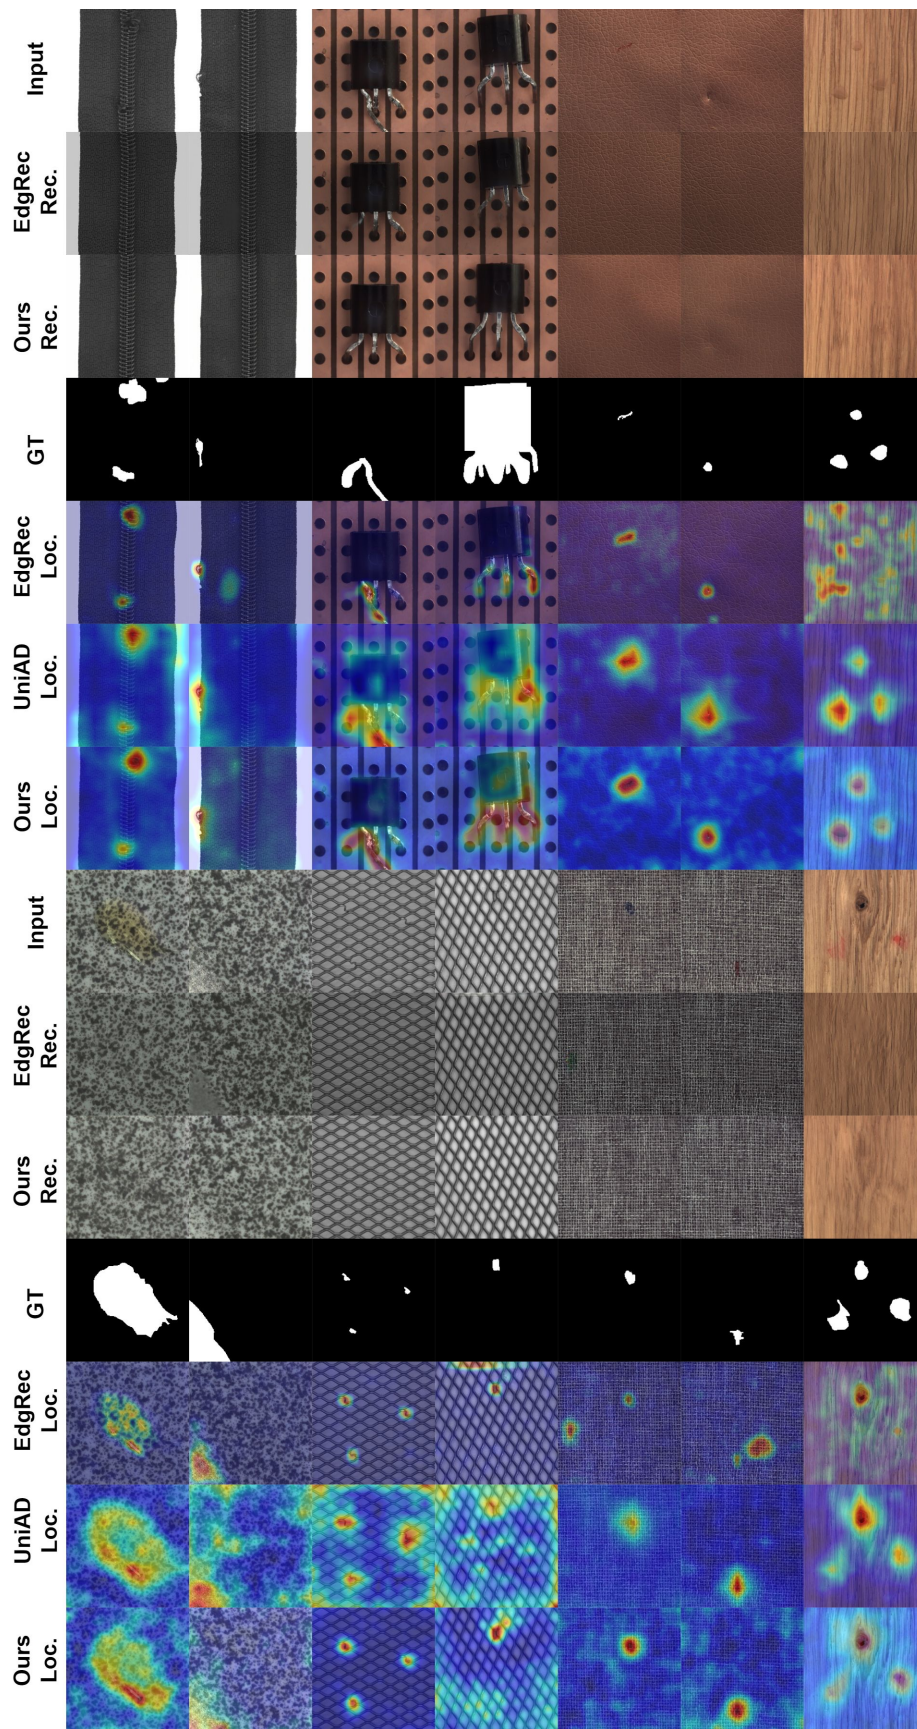 Input
EdgRec
Rec.
Ours
Rec.
GT
EdgRec
Loc.
UniAD
Loc.
Ours
Loc.
Input
EdgRec
Rec.
Ours
Rec.
GT
EdgRec
Loc.
UniAD
Loc.
Ours
Loc.